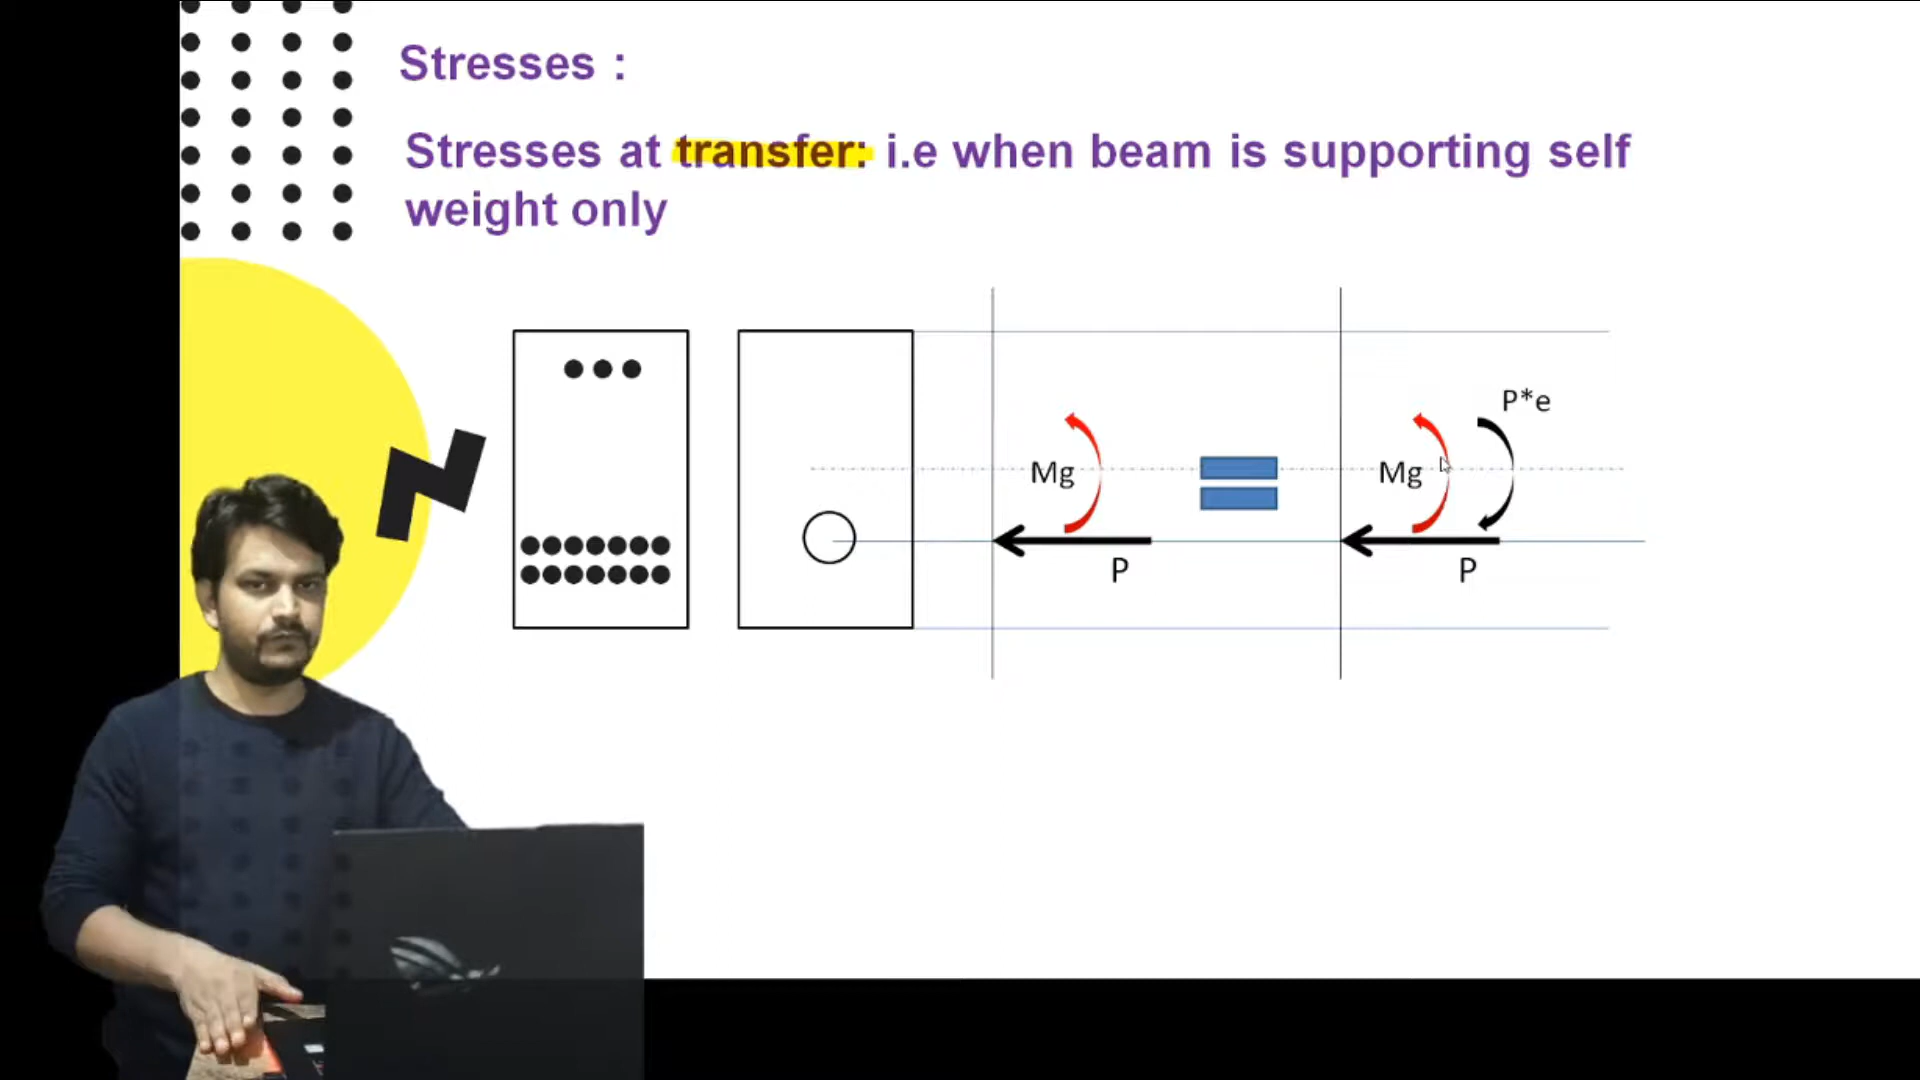 Stresses :
Stresses at transfer: i.e when beam is supporting self
weight only
P*e
Mg
Mg
P
P